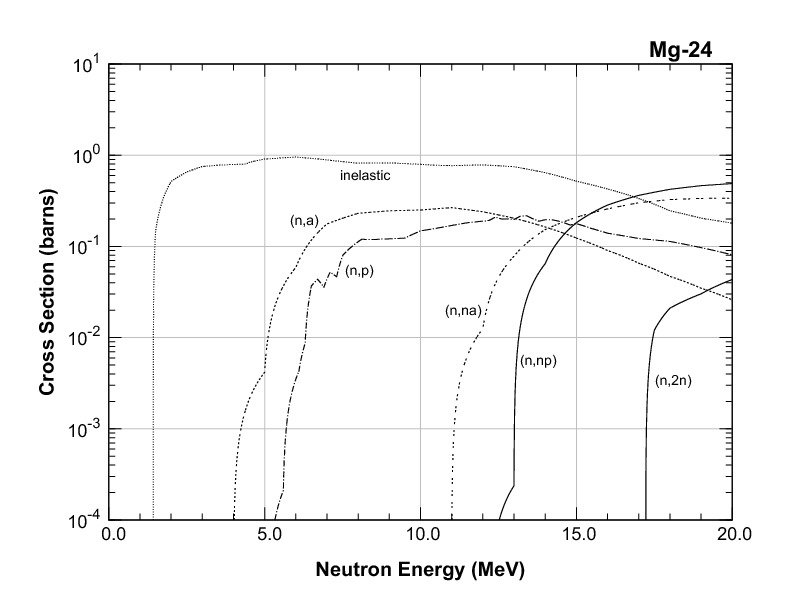 Mg-24
10^1
10^0
10^-1
10^-2
10^-3
10^-4
Cross Section (barns)
inelastic
(n,a)
(n,p)
(n,na)
(n,np)
(n,2n)
0.0 5.0 10.0 15.0 20.0
Neutron Energy (MeV)